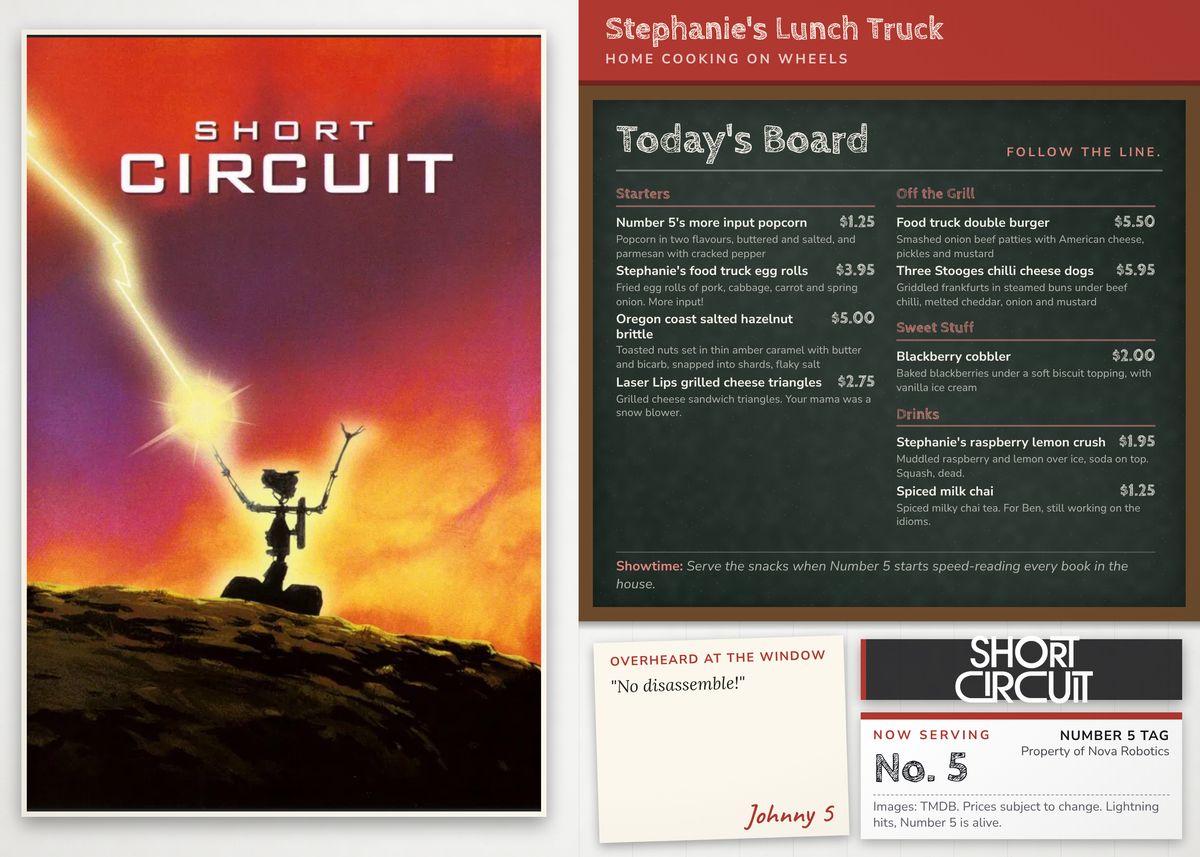 SHORT
CIRCUIT
Stephanie's Lunch Truck
HOME COOKING ON WHEELS
Today's Board
FOLLOW THE LINE.
Starters
Number 5's more input popcorn $1.25
Popcorn in two flavours, buttered and salted, and
parmesan with cracked pepper
Stephanie's food truck egg rolls $3.95
Fried egg rolls of pork, cabbage, carrot and spring
onion. More input!
Oregon coast salted hazelnut $5.00
brittle
Toasted nuts set in thin amber caramel with butter
and bicarb, snapped into shards, flaky salt
Laser Lips grilled cheese triangles $2.75
Grilled cheese sandwich triangles. Your mama was a
snow blower.
Off the Grill
Food truck double burger $5.50
Smashed onion beef patties with American cheese,
pickles and mustard
Three Stooges chilli cheese dogs $5.95
Griddled frankfurts in steamed buns under beef
chilli, melted cheddar, onion and mustard
Sweet Stuff
Blackberry cobbler $2.00
Baked blackberries under a soft biscuit topping, with
vanilla ice cream
Drinks
Stephanie's raspberry lemon crush $1.95
Muddled raspberry and lemon over ice, soda on top.
Squash, dead.
Spiced milk chai $1.25
Spiced milky chai tea. For Ben, still working on the
idioms.
Showtime: Serve the snacks when Number 5 starts speed-reading every book in the
house.
OVERHEARD AT THE WINDOW
"No disassemble!"
Johnny 5
SHORT
CIRCUIT
NOW SERVING
No. 5
NUMBER 5 TAG
Property of Nova Robotics
Images: TMDB. Prices subject to change. Lightning
hits, Number 5 is alive.